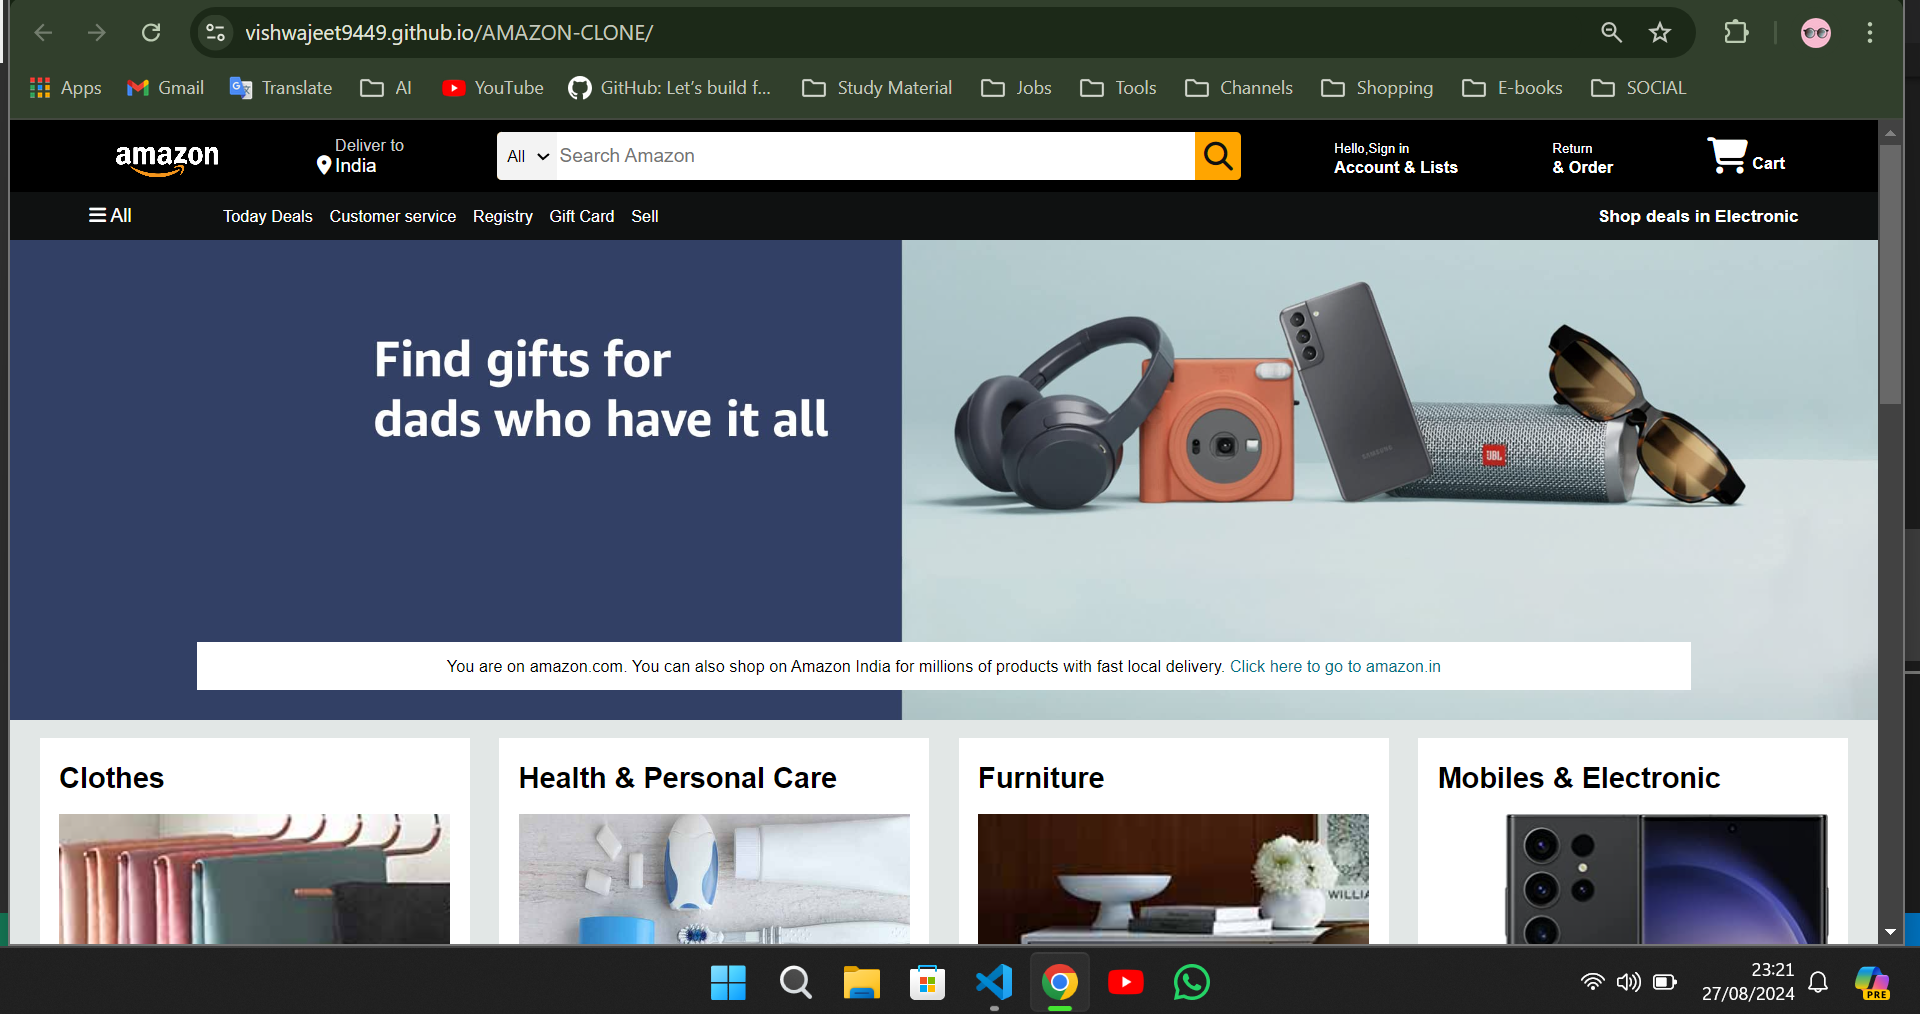 vishwajeet9449.github.io/AMAZON-CLONE/
Apps Gmail Translate AI YouTube GitHub: Let's build f... Study Material Jobs Tools Channels Shopping E-books SOCIAL
amazon
Deliver to
India
All Search Amazon
Hello,Sign in
Account & Lists
Return
& Order
Cart
All Today Deals Customer service Registry Gift Card Sell Shop deals in Electronic
Find gifts for
dads who have it all
SAMSUNG
JBL
You are on amazon.com. You can also shop on Amazon India for millions of products with fast local delivery. Click here to go to amazon.in
Clothes Health & Personal Care Furniture Mobiles & Electronic
WILLIA
23:21
27/08/2024
PRE